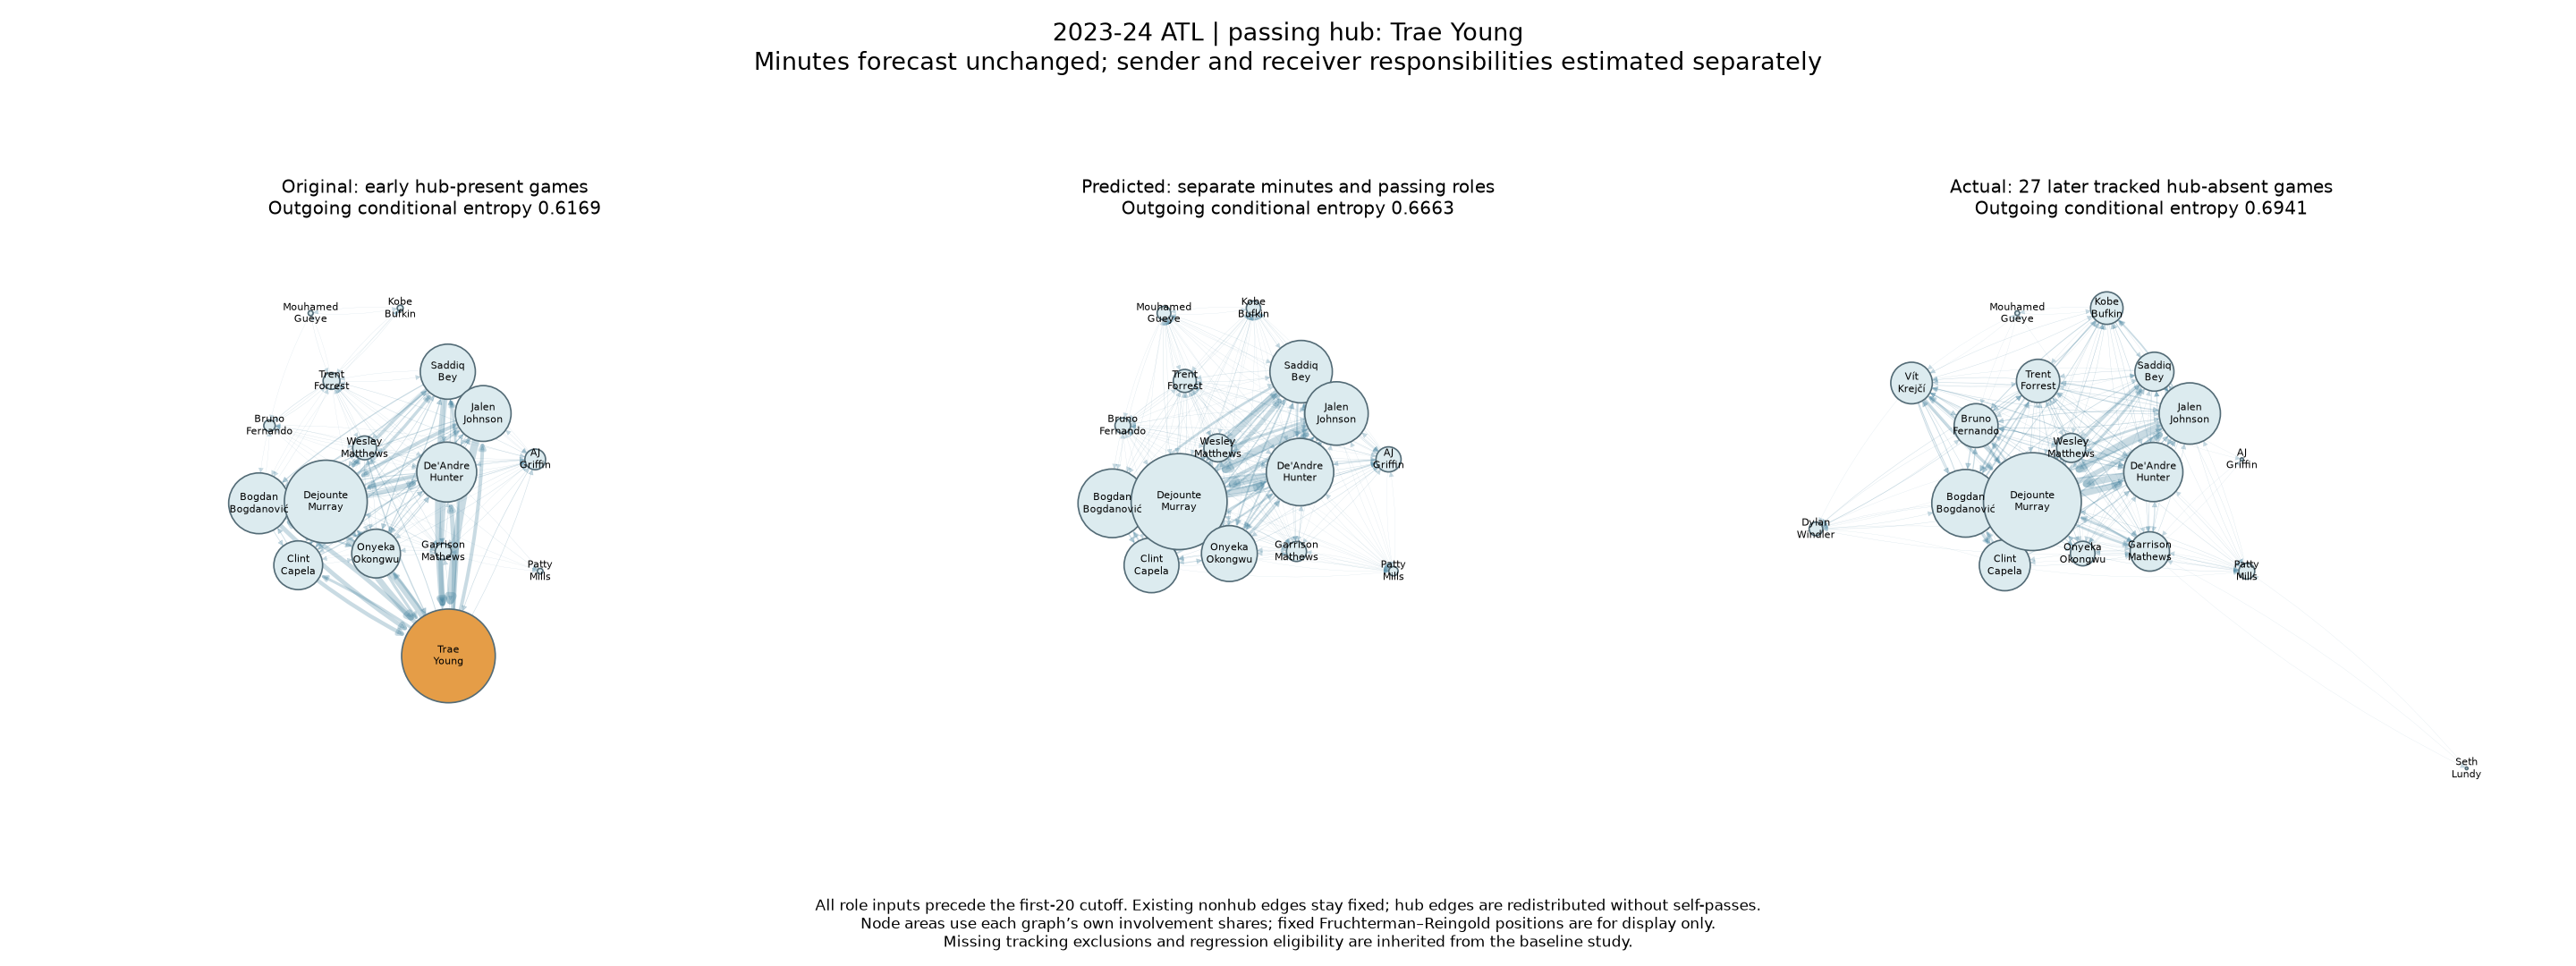 2023-24 ATL | passing hub: Trae Young
Minutes forecast unchanged; sender and receiver responsibilities estimated separately
Original: early hub-present games
Outgoing conditional entropy 0.6169
Mouhamed
Gueye
Kobe
Bufkin
Saddiq
Bey
Trent
Forrest
Jalen
Johnson
Bruno
Fernando
Wesley
Matthews
AJ
Griffin
De'Andre
Hunter
Bogdan
Bogdanović
Dejounte
Murray
Clint
Capela
Onyeka
Okongwu
Garrison
Mathews
Patty
Mills
Trae
Young
Predicted: separate minutes and passing roles
Outgoing conditional entropy 0.6663
Mouhamed
Gueye
Kobe
Bufkin
Saddiq
Bey
Trent
Forrest
Jalen
Johnson
Bruno
Fernando
Wesley
Matthews
AJ
Griffin
De'Andre
Hunter
Bogdan
Bogdanović
Dejounte
Murray
Clint
Capela
Onyeka
Okongwu
Garrison
Mathews
Patty
Mills
Actual: 27 later tracked hub-absent games
Outgoing conditional entropy 0.6941
Mouhamed
Gueye
Kobe
Bufkin
Vít
Krejčí
Trent
Forrest
Saddiq
Bey
Jalen
Johnson
Bruno
Fernando
Wesley
Matthews
AJ
Griffin
De'Andre
Hunter
Bogdan
Bogdanović
Dejounte
Murray
Dylan
Windler
Clint
Capela
Onyeka
Okongwu
Garrison
Mathews
Patty
Mills
Seth
Lundy
All role inputs precede the first-20 cutoff. Existing nonhub edges stay fixed; hub edges are redistributed without self-passes.
Node areas use each graph’s own involvement shares; fixed Fruchterman–Reingold positions are for display only.
Missing tracking exclusions and regression eligibility are inherited from the baseline study.